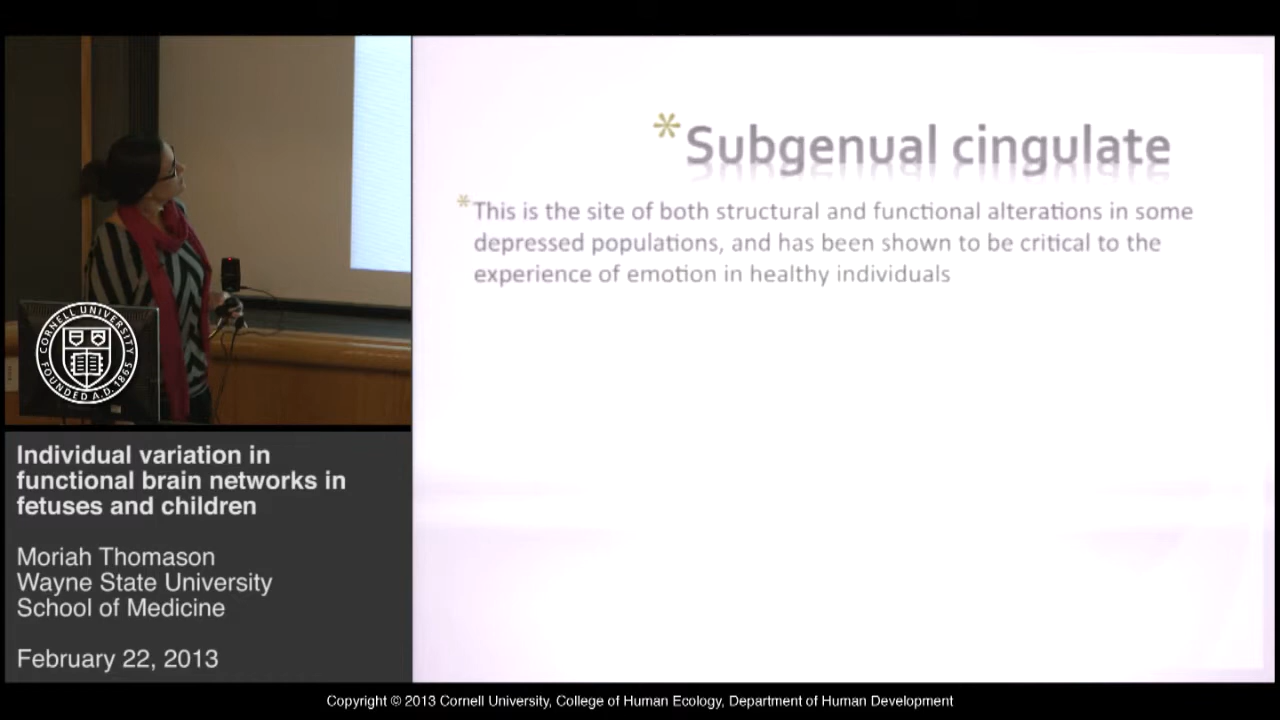 * Subgenual cingulate
* This is the site of both structural and functional alterations in some
depressed populations, and has been shown to be critical to the
experience of emotion in healthy individuals
CORNELL UNIVERSITY
FOUNDED A.D. 1865
Individual variation in
functional brain networks in
fetuses and children
Moriah Thomason
Wayne State University
School of Medicine
February 22, 2013
Copyright © 2013 Cornell University, College of Human Ecology, Department of Human Development